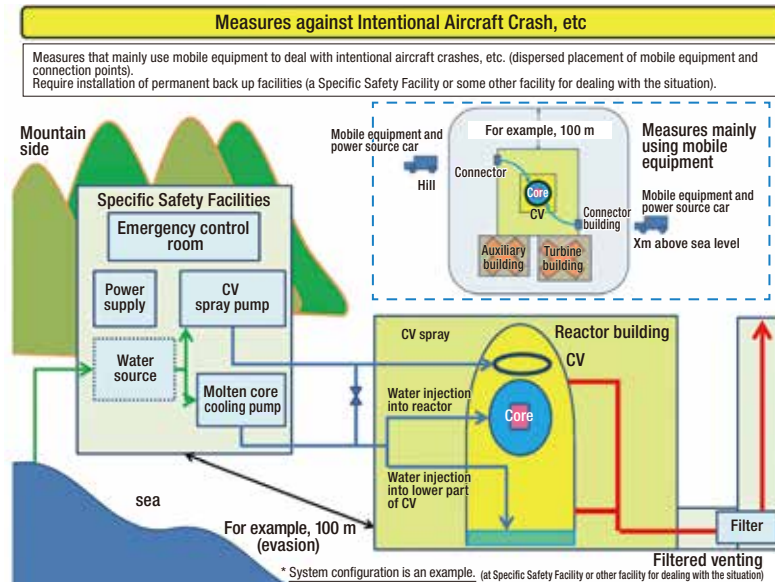 Measures against Intentional Aircraft Crash, etc
Measures that mainly use mobile equipment to deal with intentional aircraft crashes, etc. (dispersed placement of mobile equipment and
connection points).
Require installation of permanent back up facilities (a Specific Safety Facility or some other facility for dealing with the situation).
Mountain
side
Mobile equipment and
power source car
Hill
For example, 100 m
Connector
Core
CV
Connector
building
Auxiliary
building
Turbine
building
Measures mainly
using mobile
equipment
Mobile equipment and
power source car
Xm above sea level
Specific Safety Facilities
Emergency control
room
Power
supply
CV
spray pump
Water
source
Molten core
cooling pump
CV spray
Reactor building
CV
Water injection
into reactor
Core
Water injection
into lower part
of CV
sea
For example, 100 m
(evasion)
Filter
Filtered venting
* System configuration is an example. (at Specific Safety Facility or other facility for dealing with the situation)